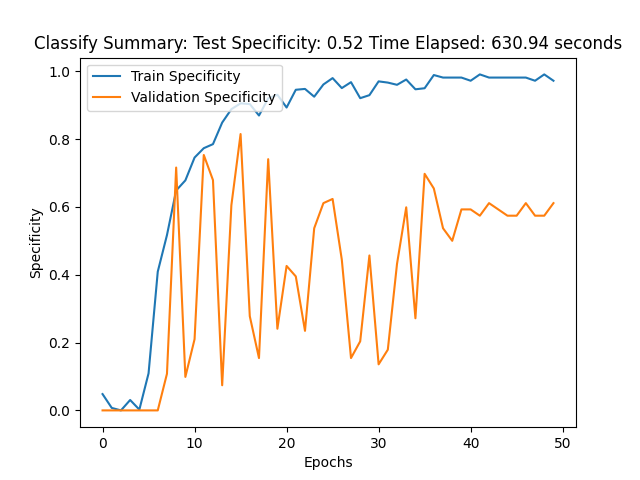 Classify Summary: Test Specificity: 0.52 Time Elapsed: 630.94 seconds
Train Specificity
Validation Specificity
Specificity
1.0
0.8
0.6
0.4
0.2
0.0
0 10 20 30 40 50
Epochs